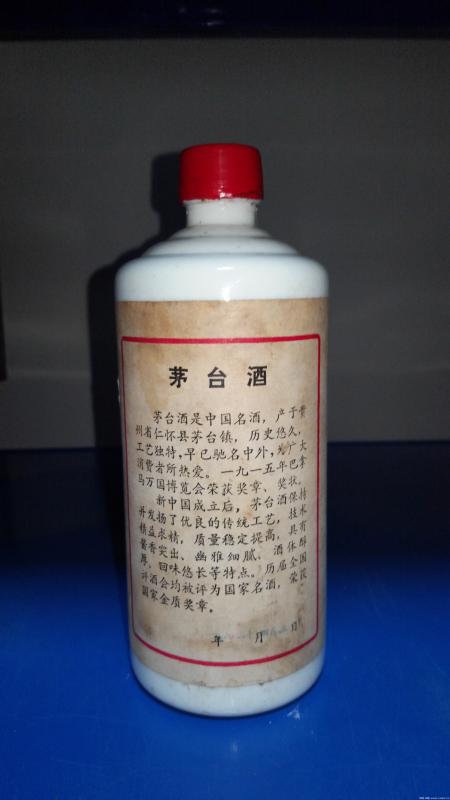 茅台酒
茅台酒是中国名酒，产于贵
州省仁怀县茅台镇，历史悠久，
工艺独特，早已驰名中外，为广大
消费者所热爱。一九一五年巴拿
马万国博览会荣获奖章、奖状。
新中国成立后，茅台酒保持
并发扬了优良的传统工艺，技术
精益求精，质量稳定提高，具有
酱香突出、幽雅细腻、酒体醇
厚、回味悠长等特点。历届全国
评酒会均被评为国家名酒，荣获
国家金质奖章。
年 月 日